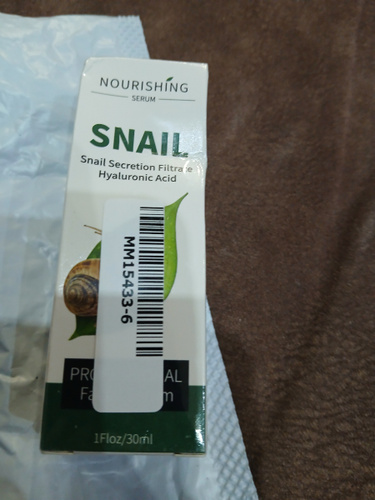 NOURISHING
SERUM
SNAIL
Snail Secretion Filtrate
Hyaluronic Acid
MM15433-6
1Floz/30ml